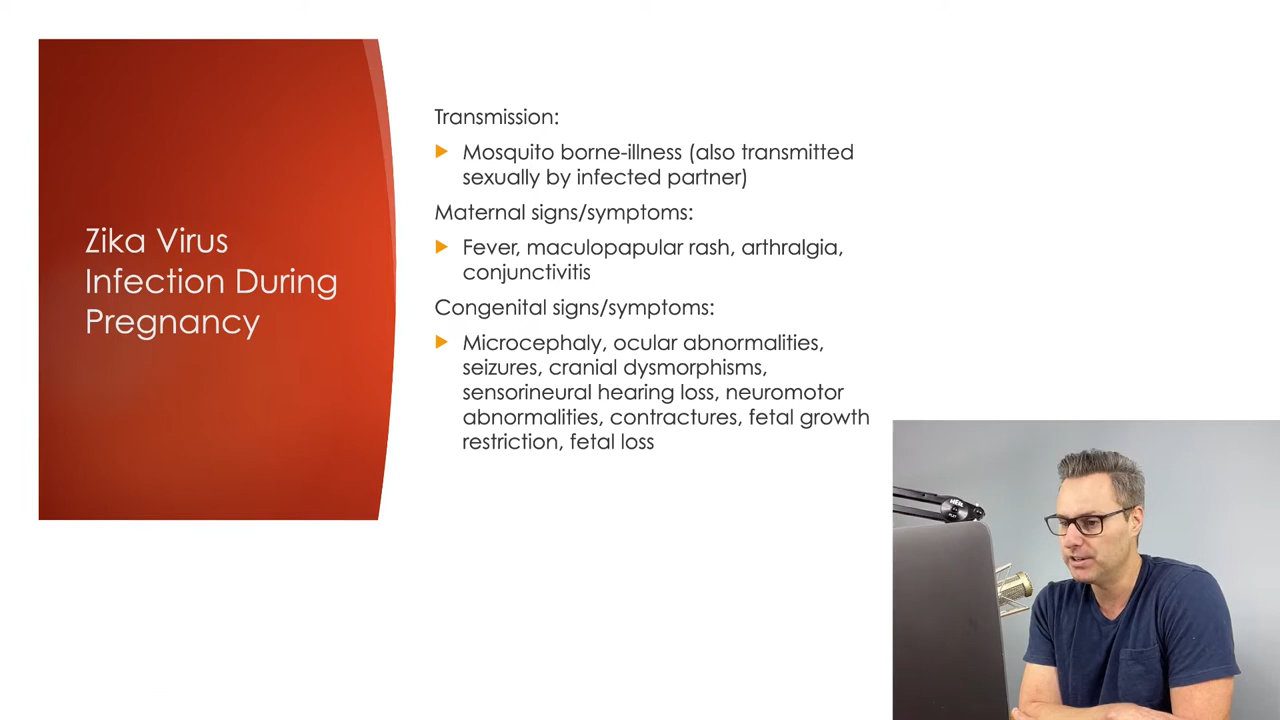 Zika Virus
Infection During
Pregnancy
Transmission:
Mosquito borne-illness (also transmitted
sexually by infected partner)
Maternal signs/symptoms:
Fever, maculopapular rash, arthralgia,
conjunctivitis
Congenital signs/symptoms:
Microcephaly, ocular abnormalities,
seizures, cranial dysmorphisms,
sensorineural hearing loss, neuromotor
abnormalities, contractures, fetal growth
restriction, fetal loss